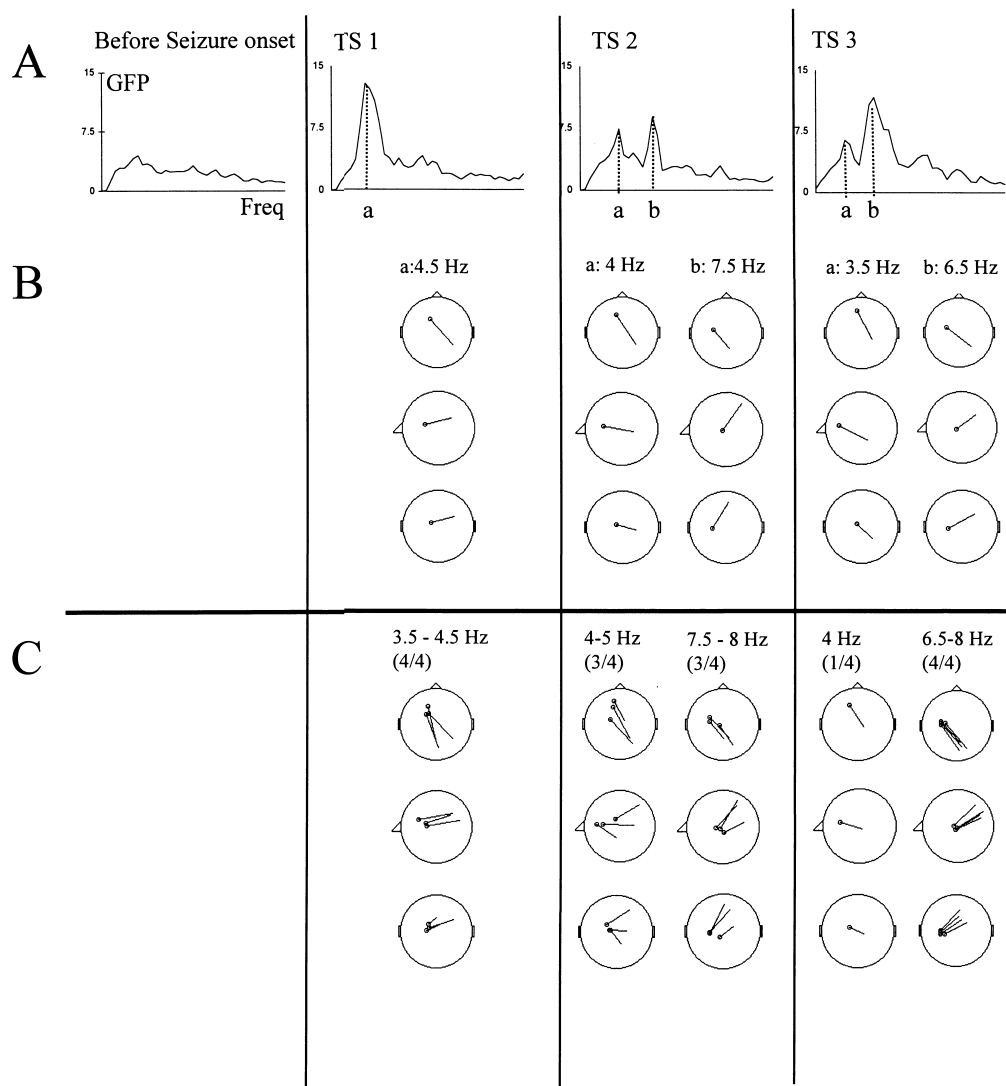 A
Before Seizure onset
TS 1
TS 2
TS 3
15
GFP
7.5
0
Freq
15
7.5
0
a
15
7.5
0
a b
15
7.5
0
a b
B
a:4.5 Hz
a: 4 Hz
b: 7.5 Hz
a: 3.5 Hz
b: 6.5 Hz
C
3.5 - 4.5 Hz
(4/4)
4-5 Hz
(3/4)
7.5 - 8 Hz
(3/4)
4 Hz
(1/4)
6.5-8 Hz
(4/4)